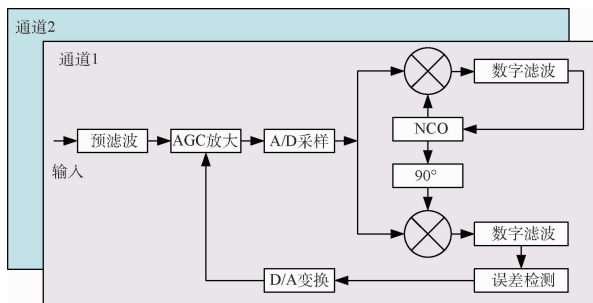 通道2
通道1
数字滤波
预滤波
AGC放大
A/D采样
NCO
输入
90°
数字滤波
D/A变换
误差检测